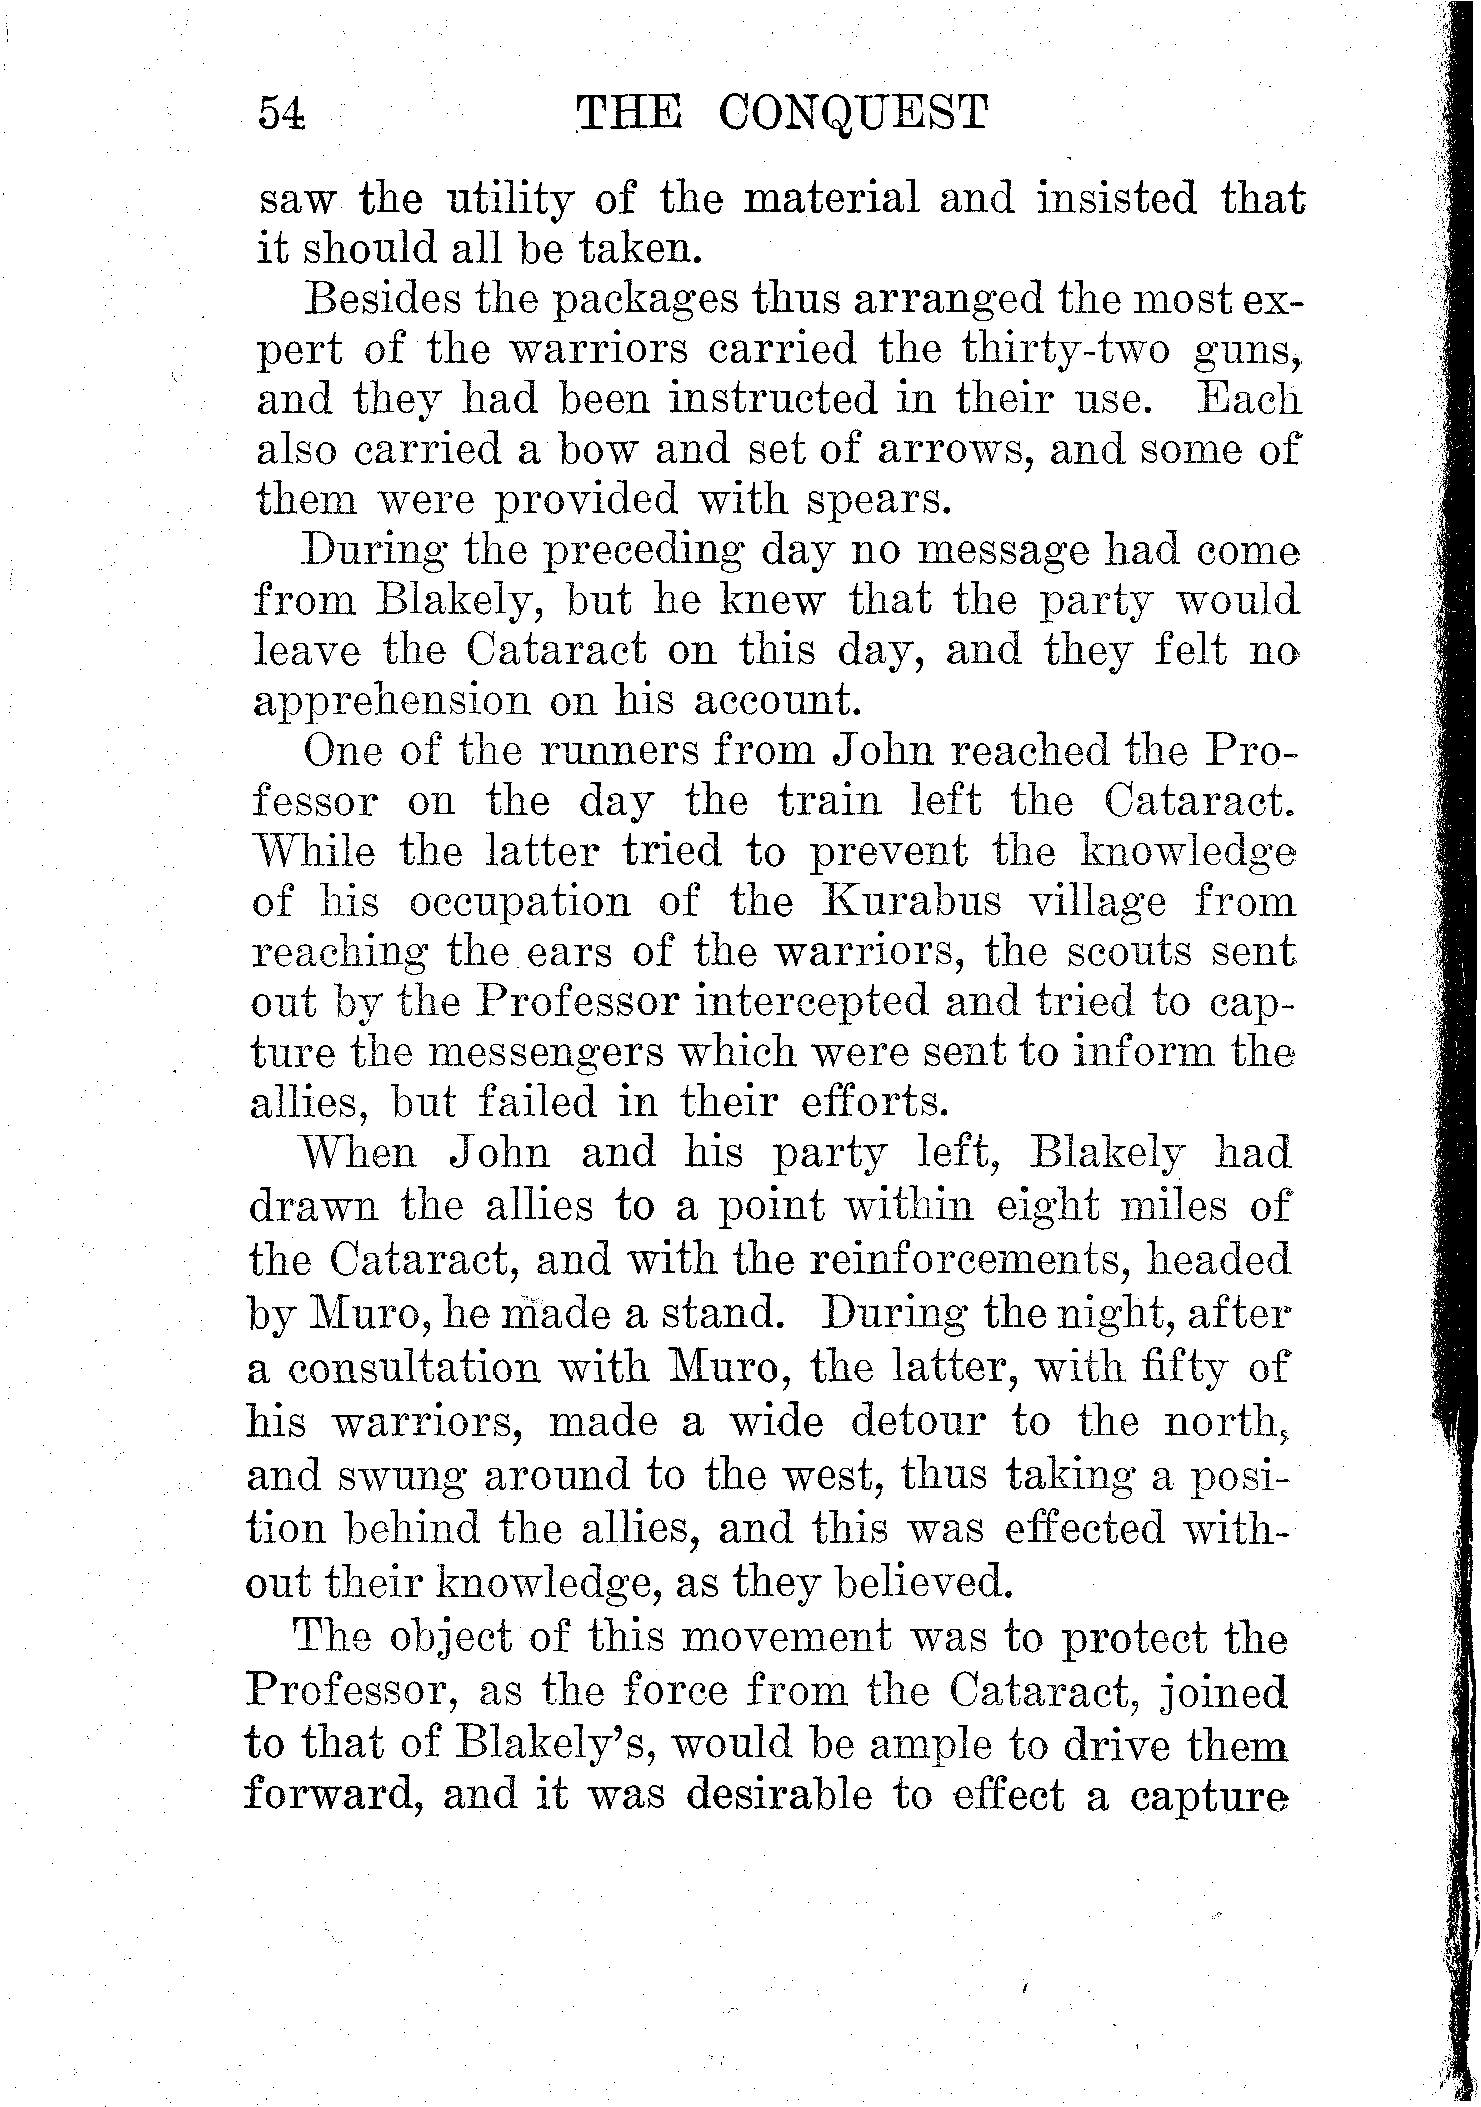 54 THE CONQUEST
saw the utility of the material and insisted that
it should all be taken.
Besides the packages thus arranged the most ex-
pert of the warriors carried the thirty-two guns,
and they had been instructed in their use. Each
also carried a bow and set of arrows, and some of
them were provided with spears.
During the preceding day no message had come
from Blakely, but he knew that the party would
leave the Cataract on this day, and they felt no
apprehension on his account.
One of the runners from John reached the Pro-
fessor on the day the train left the Cataract.
While the latter tried to prevent the knowledge
of his occupation of the Kurabus village from
reaching the ears of the warriors, the scouts sent
out by the Professor intercepted and tried to cap-
ture the messengers which were sent to inform the
allies, but failed in their efforts.
When John and his party left, Blakely had
drawn the allies to a point within eight miles of
the Cataract, and with the reinforcements, headed
by Muro, he made a stand. During the night, after
a consultation with Muro, the latter, with fifty of
his warriors, made a wide detour to the north,
and swung around to the west, thus taking a posi-
tion behind the allies, and this was effected with-
out their knowledge, as they believed.
The object of this movement was to protect the
Professor, as the force from the Cataract, joined
to that of Blakely's, would be ample to drive them
forward, and it was desirable to effect a capture